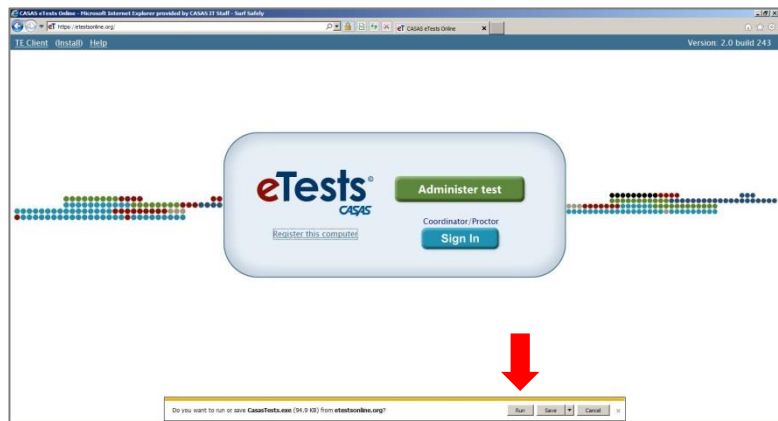 CASAS eTests Online - Microsoft Internet Explorer provided by CASAS IT Staff - Surf Safely
https://etestsonline.org/
CASAS eTests Online
TE Client (Install) Help
Version: 2.0 build 243
eTests©
CASAS
Administer test
Register this computer
Coordinator/Proctor
Sign In
Do you want to run or save CasasTests.exe (94.9 KB) from etestsonline.org?
Run Save Cancel